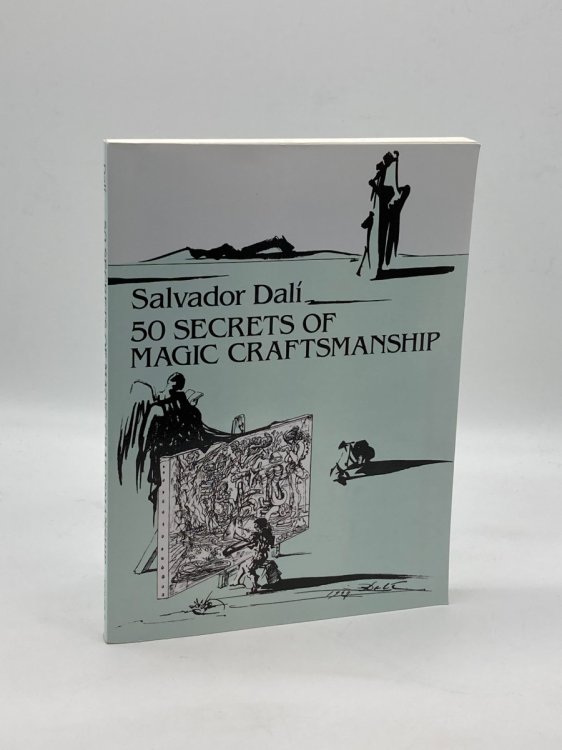 Salvador Dalí
50 SECRETS OF
MAGIC CRAFTSMANSHIP